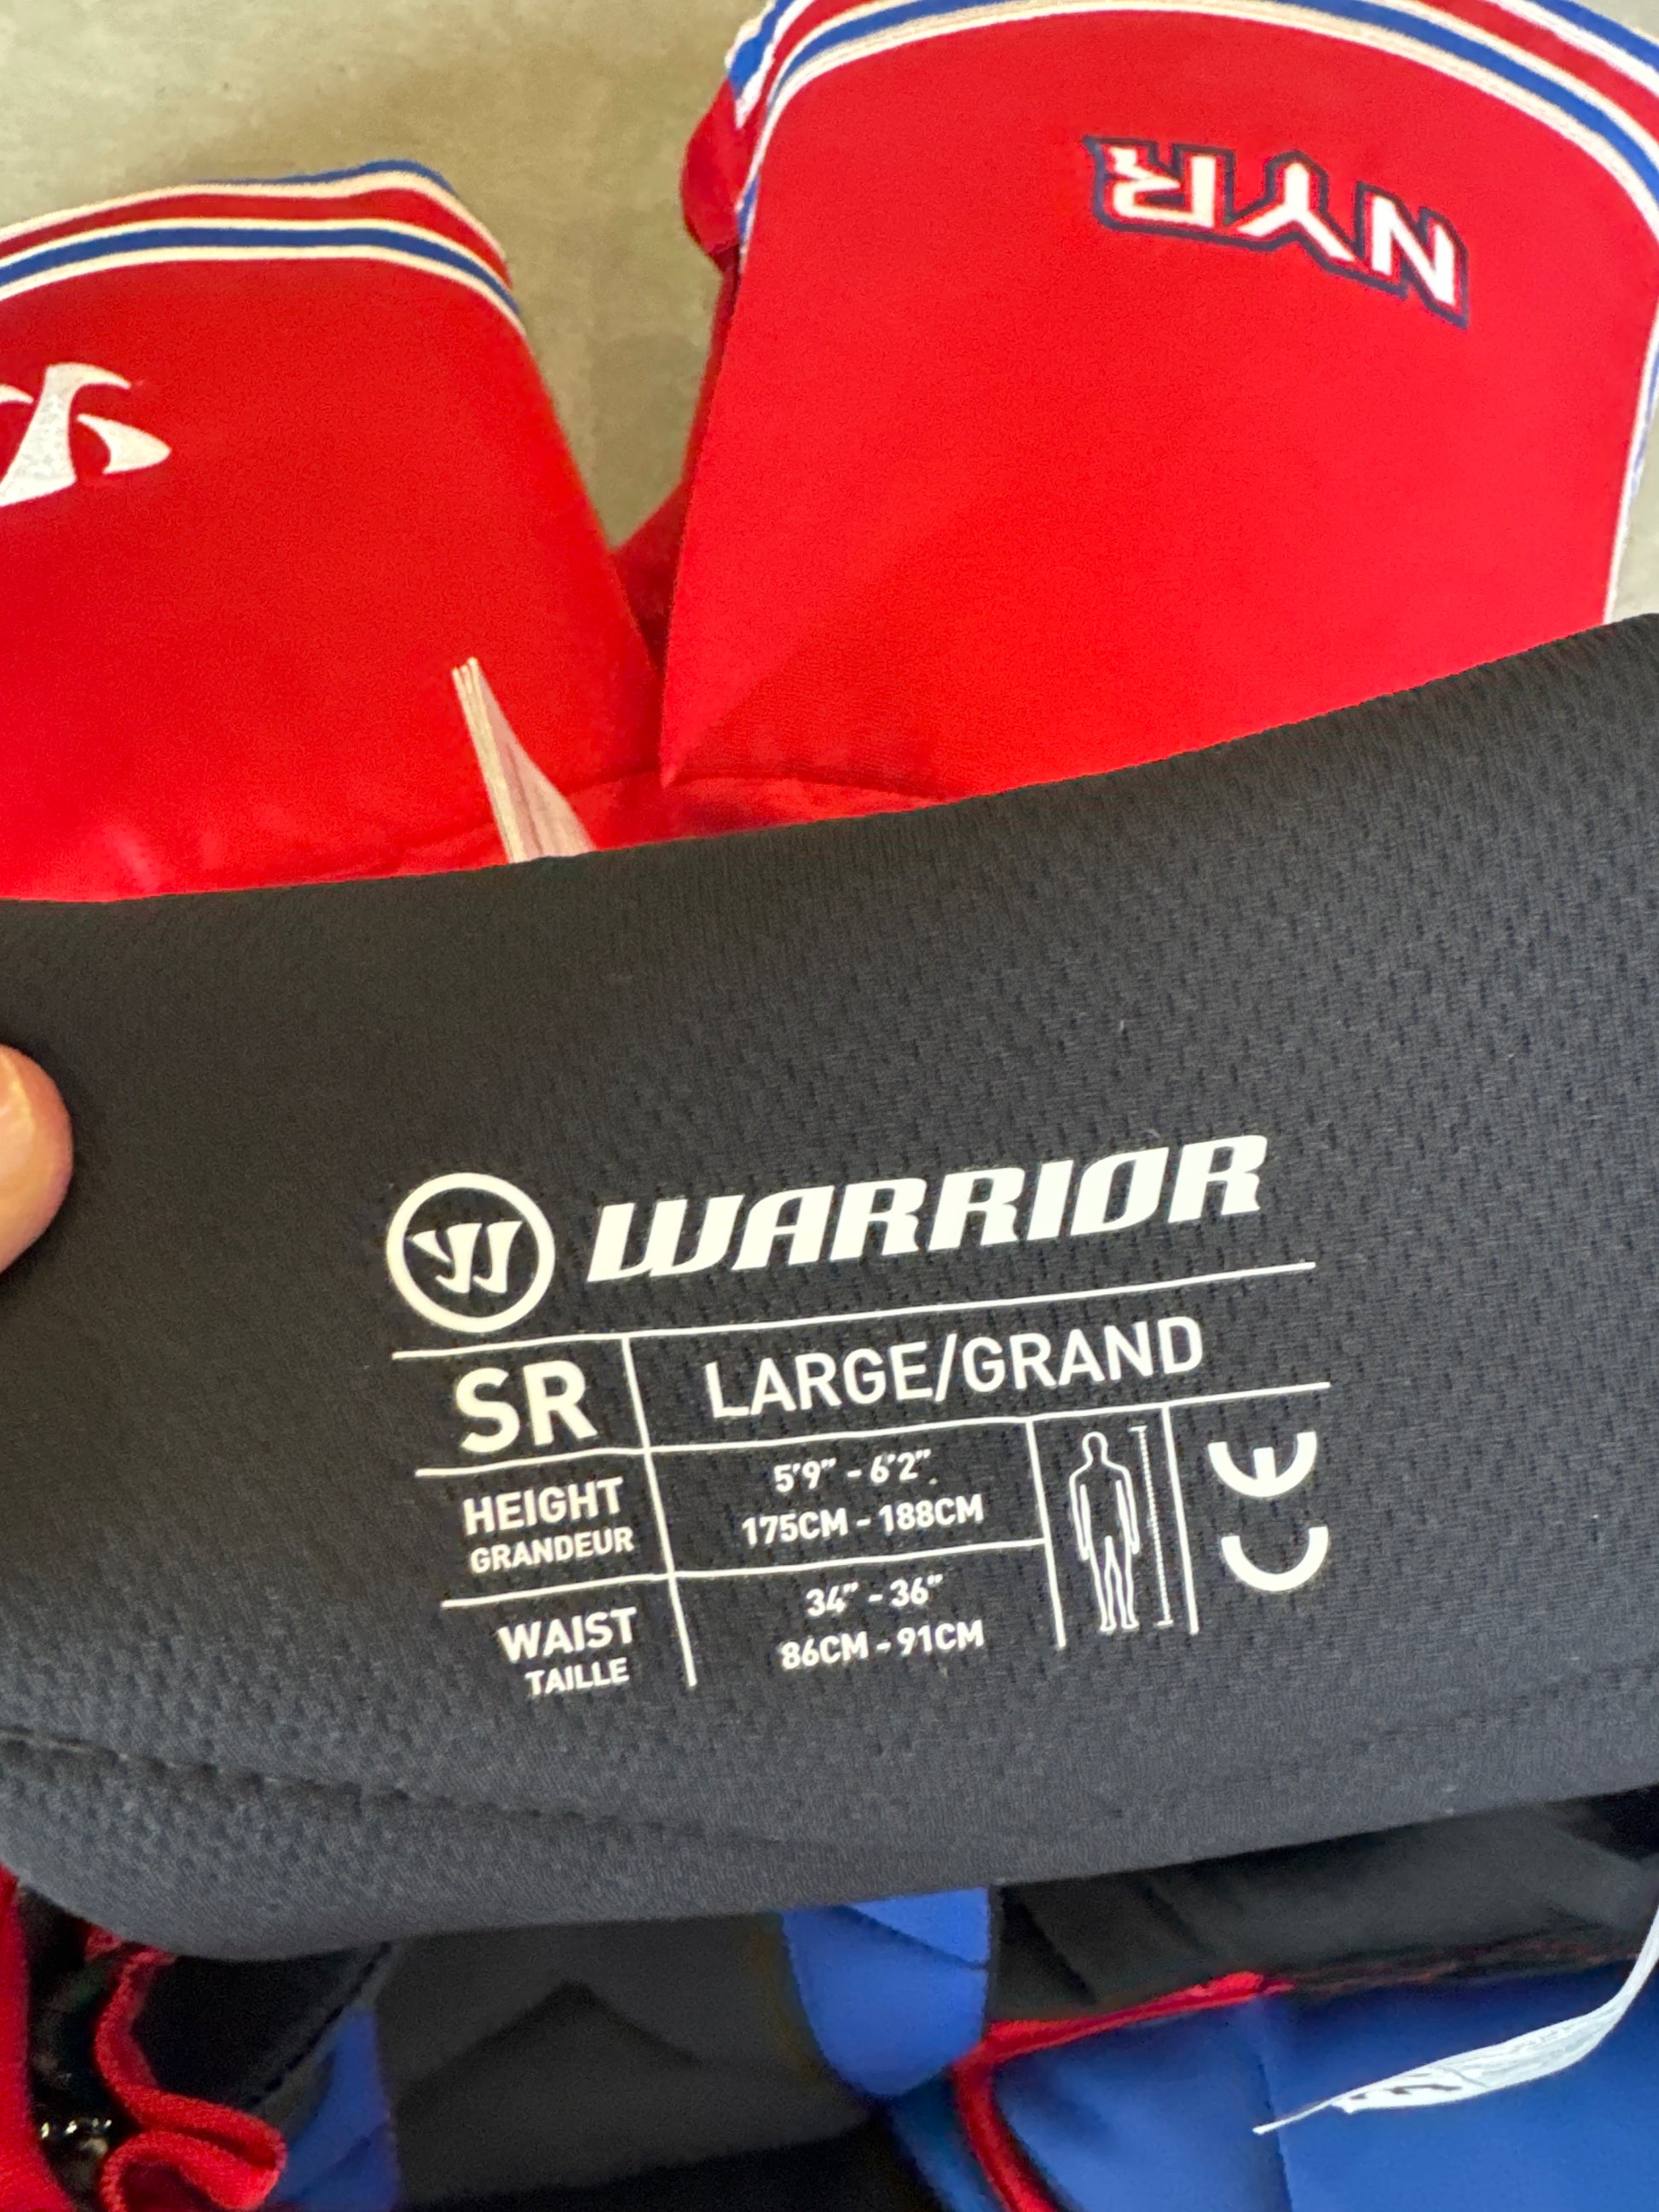 NYR
WARRIOR
SR LARGE/GRAND
HEIGHT
GRANDEUR
5'9" - 6'2"
175CM - 188CM
CE
WAIST
TAILLE
34" - 36"
86CM - 91CM